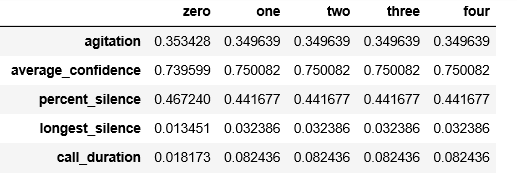 zero one two three four
agitation 0.353428 0.349639 0.349639 0.349639 0.349639
average_confidence 0.739599 0.750082 0.750082 0.750082 0.750082
percent_silence 0.467240 0.441677 0.441677 0.441677 0.441677
longest_silence 0.013451 0.032386 0.032386 0.032386 0.032386
call_duration 0.018173 0.082436 0.082436 0.082436 0.082436